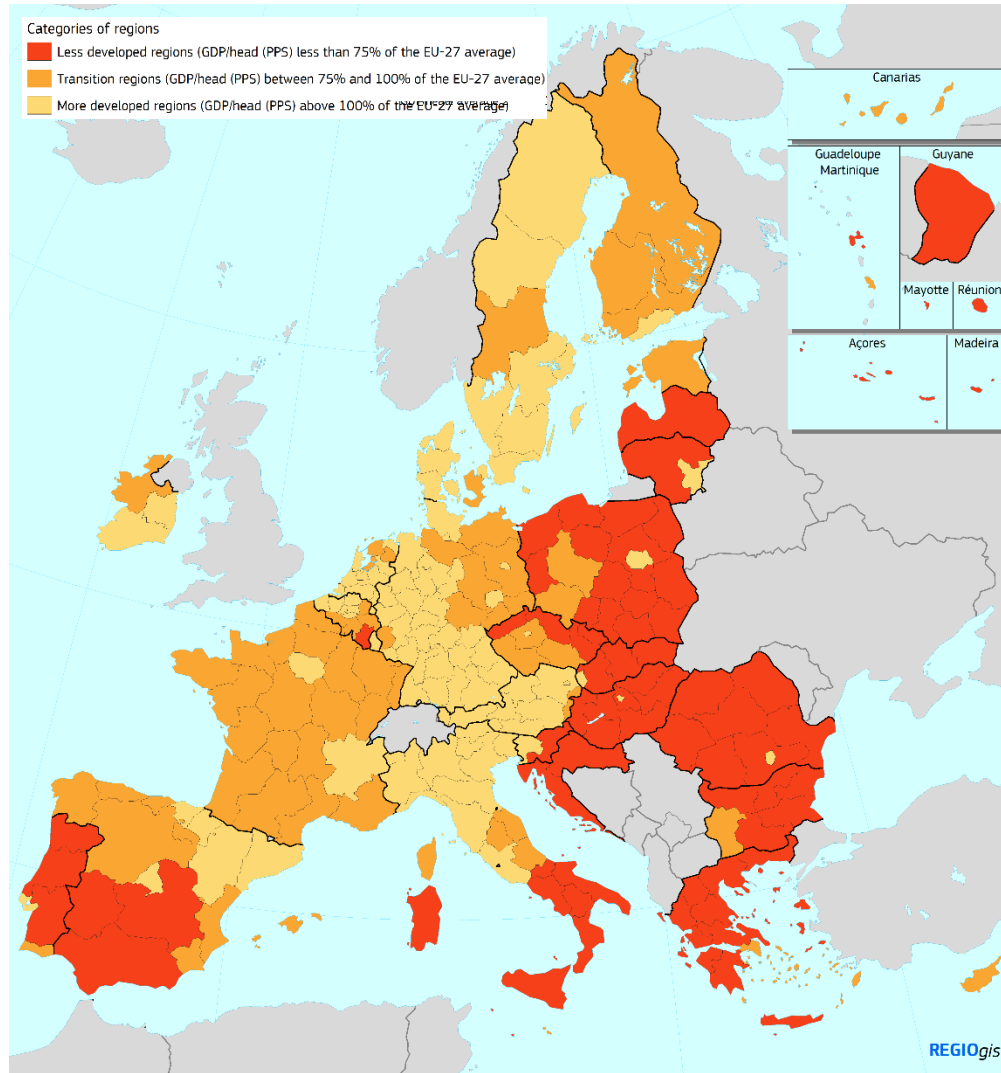 Categories of regions
Less developed regions (GDP/head (PPS) less than 75% of the EU-27 average)
Transition regions (GDP/head (PPS) between 75% and 100% of the EU-27 average)
More developed regions (GDP/head (PPS) above 100% of the EU-27 average)
Canarias
Guadeloupe
Martinique
Guyane
Mayotte
Réunion
Açores
Madeira
REGIOgis